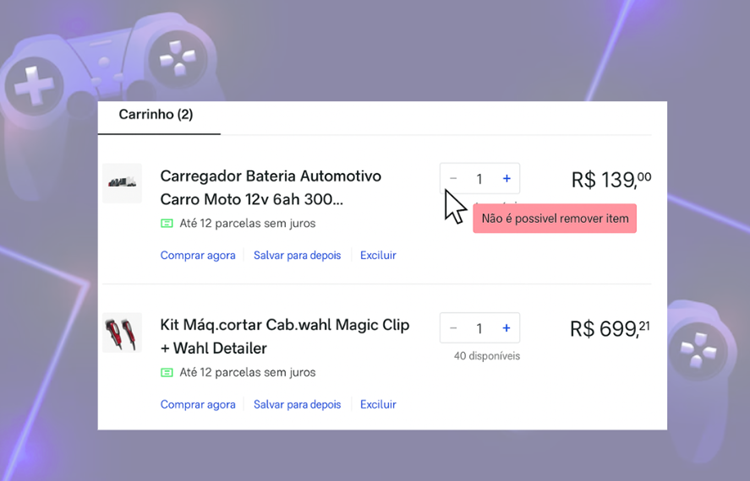 Carrinho (2)
Carregador Bateria Automotivo
Carro Moto 12v 6ah 300...
Até 12 parcelas sem juros
Comprar agora Salvar para depois Exciluir
− 1 +
R$ 139,00
Não é possivel remover item
Kit Máq.cortar Cab.wahl Magic Clip
+ Wahl Detailer
Até 12 parcelas sem juros
Comprar agora Salvar para depois Exciluir
− 1 +
40 disponíveis
R$ 699,21